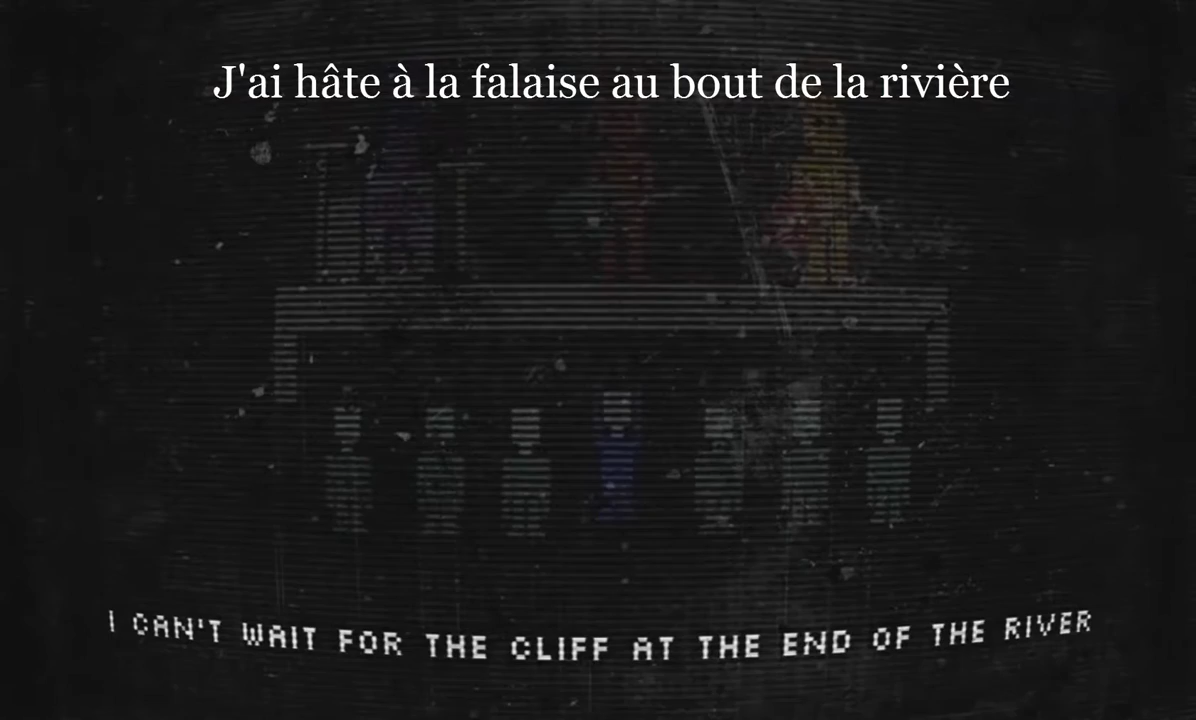 J'ai hâte à la falaise au bout de la rivière
I CAN'T WAIT FOR THE CLIFF AT THE END OF THE RIVER